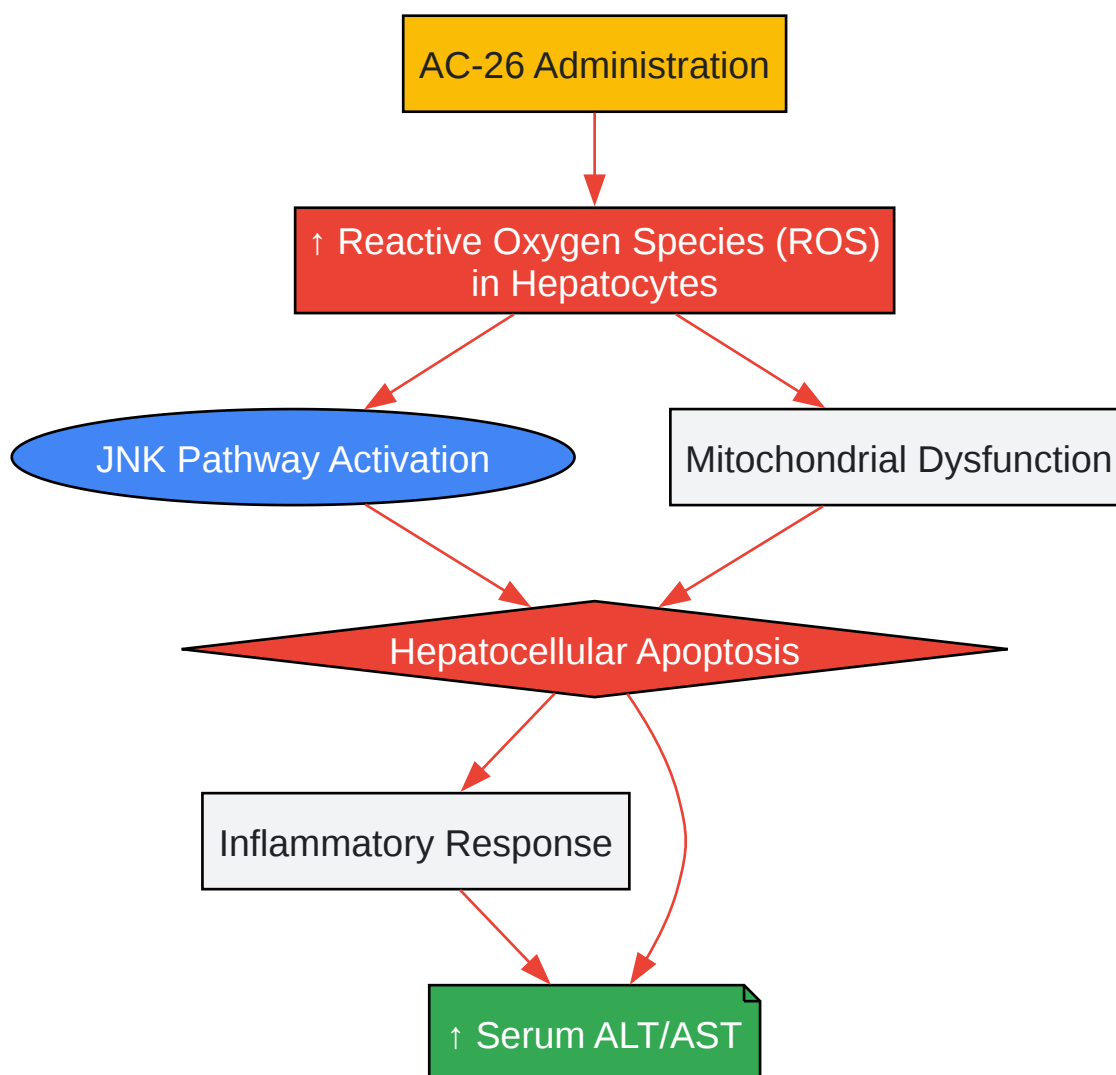 AC-26 Administration
↑ Reactive Oxygen Species (ROS)
in Hepatocytes
JNK Pathway Activation
Mitochondrial Dysfunction
Hepatocellular Apoptosis
Inflammatory Response
↑ Serum ALT/AST